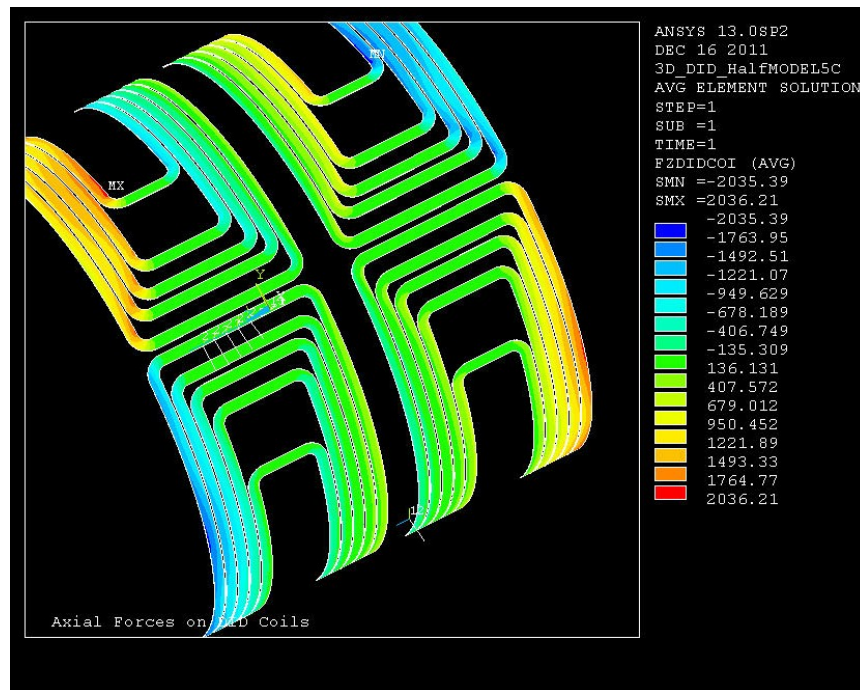 ANSYS 13.0SP2
DEC 16 2011
3D_DID_HalfMODEL5C
AVG ELEMENT SOLUTION
STEP=1
SUB =1
TIME=1
FZDIDCOI (AVG)
SMN =-2035.39
SMX =2036.21
-2035.39
-1763.95
-1492.51
-1221.07
-949.629
-678.189
-406.749
-135.309
136.131
407.572
679.012
950.452
1221.89
1493.33
1764.77
2036.21
MN
MX
Y
X
Axial Forces on DID Coils